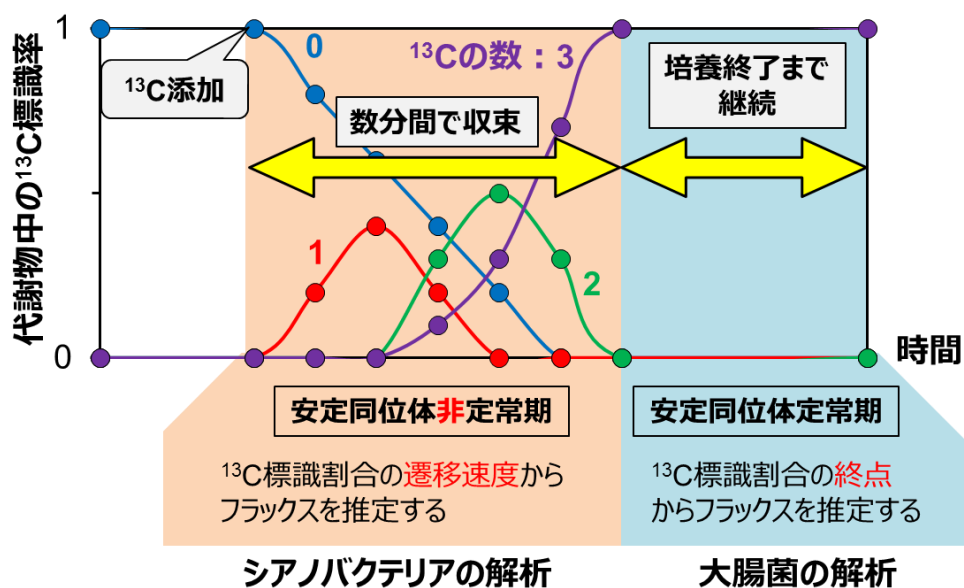 1
0
¹³Cの数：3
¹³C添加
培養終了まで
継続
数分間で収束
代謝物中の¹³C標識率
1
2
0
時間
安定同位体非定常期
安定同位体定常期
¹³C標識割合の遷移速度から
フラックスを推定する
¹³C標識割合の終点
からフラックスを推定する
シアノバクテリアの解析
大腸菌の解析